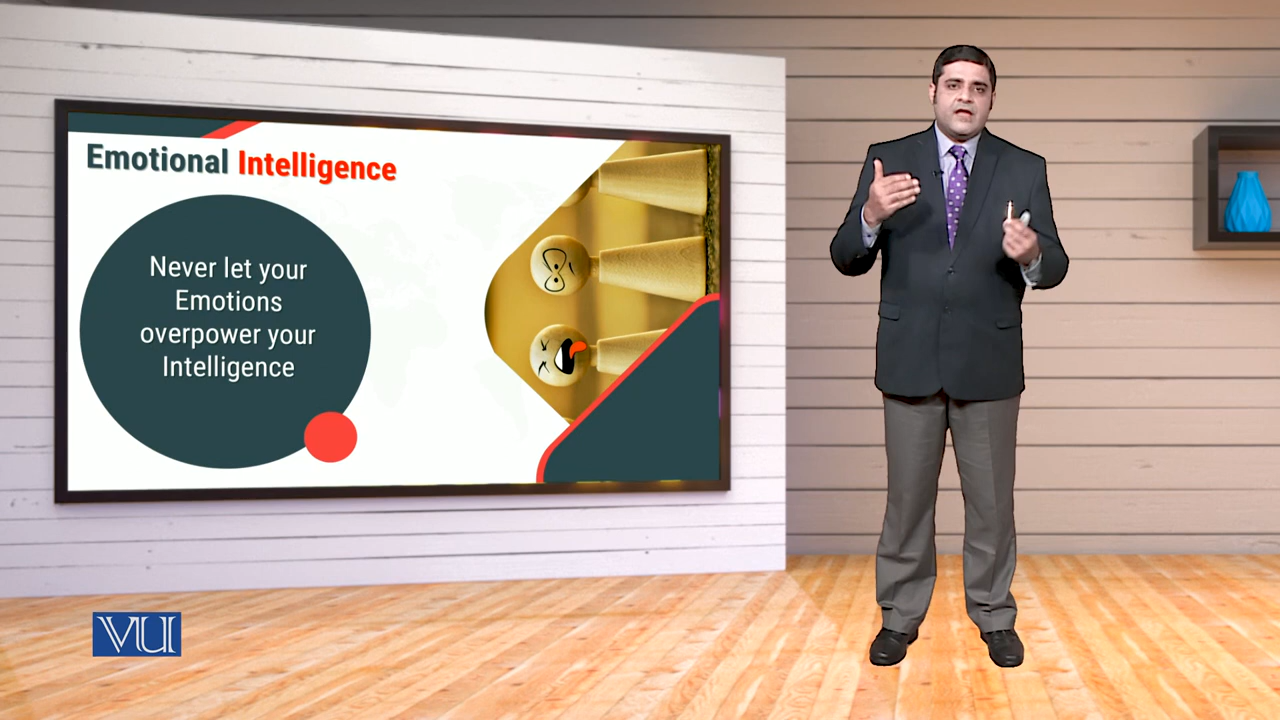 Emotional Intelligence
Never let your
Emotions
overpower your
Intelligence
VU